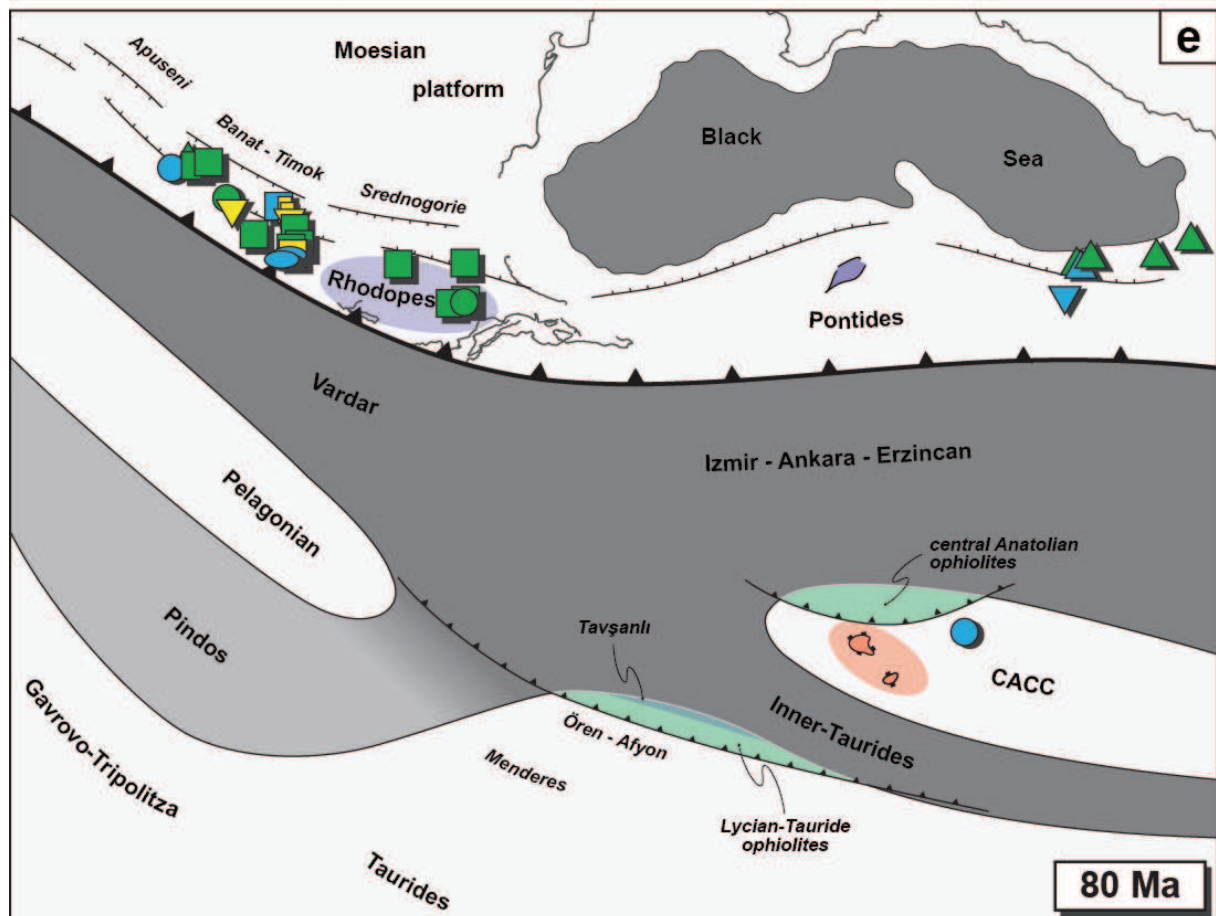 e
Apuseni
Moesian
platform
Banat - Timok
Srednogorie
Black
Sea
Rhodopes
Pontides
Vardar
Izmir - Ankara - Erzincan
Pelagonian
central Anatolian
ophiolites
Pindos
Tavşanlı
CACC
Inner-Taurides
Gavrovo-Tripolitza
Ören - Afyon
Menderes
Lycian-Tauride
ophiolites
Taurides
80 Ma